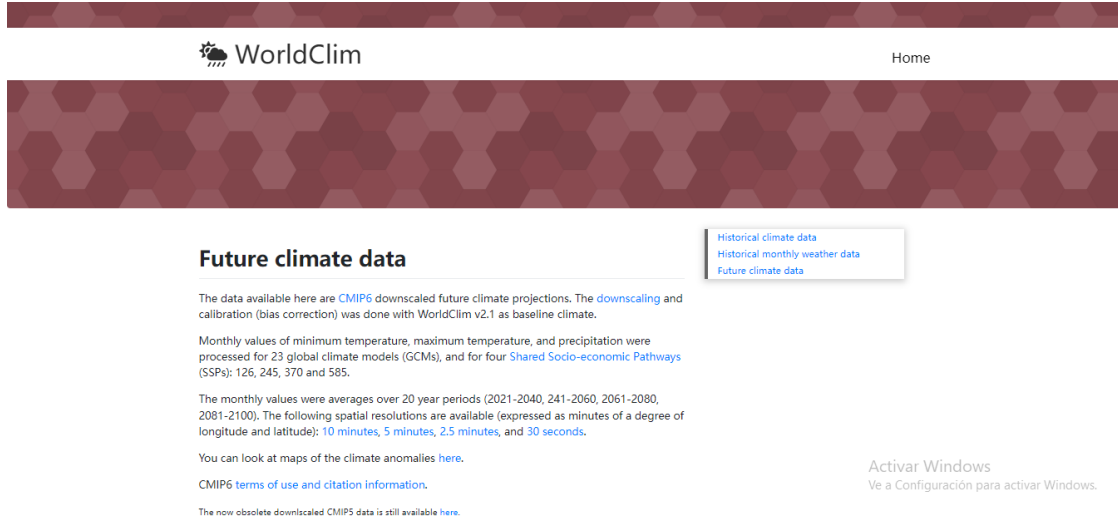 WorldClim
Home
Historical climate data
Historical monthly weather data
Future climate data
Future climate data
The data available here are CMIP6 downscaled future climate projections. The downscaling and
calibration (bias correction) was done with WorldClim v2.1 as baseline climate.
Monthly values of minimum temperature, maximum temperature, and precipitation were
processed for 23 global climate models (GCMs), and for four Shared Socio-economic Pathways
(SSPs): 126, 245, 370 and 585.
The monthly values were averages over 20 year periods (2021-2040, 241-2060, 2061-2080,
2081-2100). The following spatial resolutions are available (expressed as minutes of a degree of
longitude and latitude): 10 minutes, 5 minutes, 2.5 minutes, and 30 seconds.
You can look at maps of the climate anomalies here.
CMIP6 terms of use and citation information.
The now obsolete downlscaled CMIP5 data is still available here.
Activar Windows
Ve a Configuración para activar Windows.